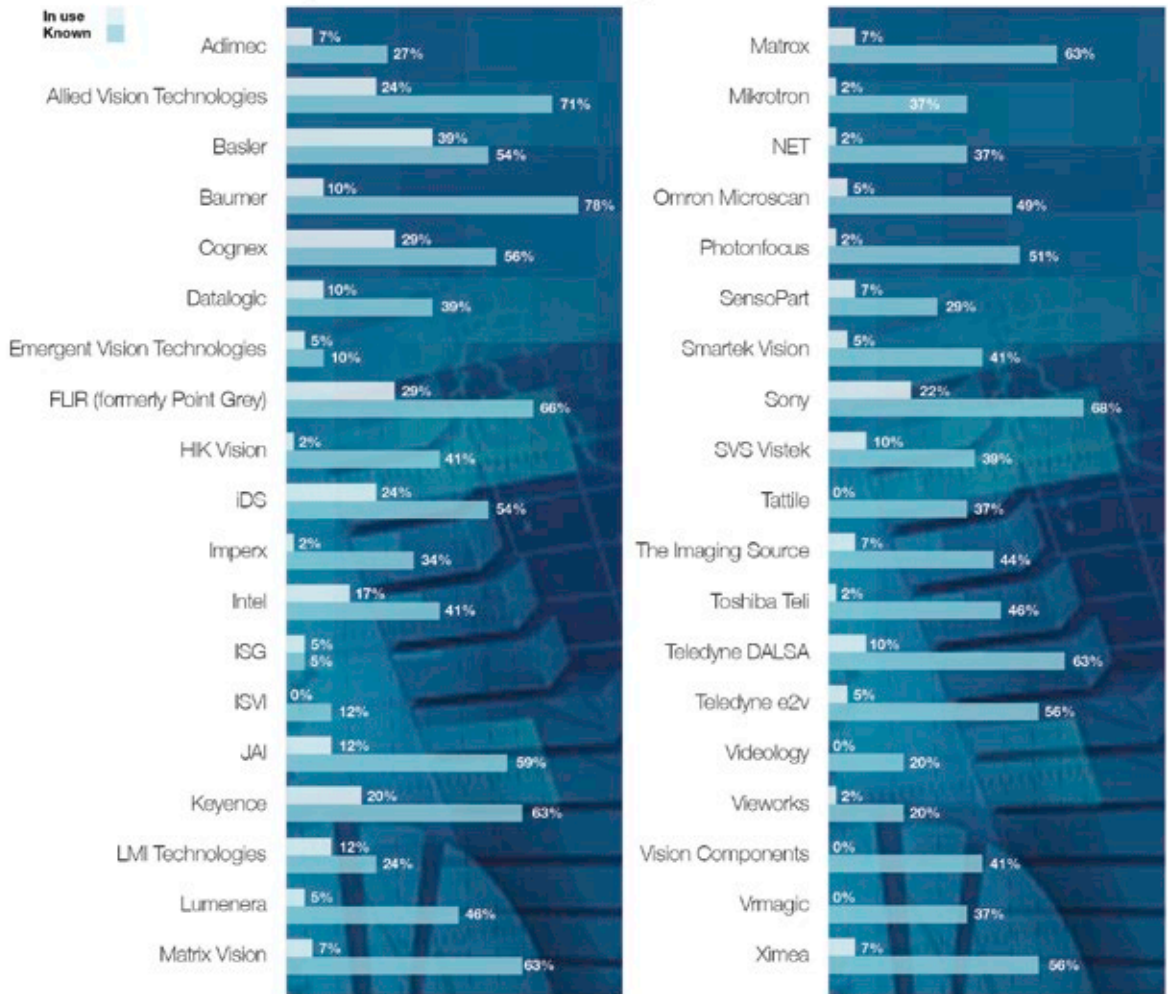 In use
Known
Adimec
7%
27%
Allied Vision Technologies
24%
71%
Basler
39%
54%
Baumer
10%
78%
Cognex
29%
56%
Datalogic
10%
39%
Emergent Vision Technologies
5%
10%
FLIR (formerly Point Grey)
29%
66%
HIK Vision
2%
41%
iDS
24%
54%
Imperx
2%
34%
Intel
17%
41%
ISG
5%
5%
ISVI
0%
12%
JAI
12%
59%
Keyence
20%
63%
LMI Technologies
12%
24%
Lumenera
5%
46%
Matrix Vision
7%
63%
Matrox
7%
63%
Mikrotron
2%
37%
NET
2%
37%
Omron Microscan
5%
49%
Photonfocus
2%
51%
SensoPart
7%
29%
Smartek Vision
5%
41%
Sony
22%
68%
SVS Vistek
10%
39%
Tattile
0%
37%
The Imaging Source
7%
44%
Toshiba Teli
2%
46%
Teledyne DALSA
10%
63%
Teledyne e2v
5%
56%
Videology
0%
20%
Vieworks
2%
20%
Vision Components
0%
41%
Vrmagic
0%
37%
Ximea
7%
56%